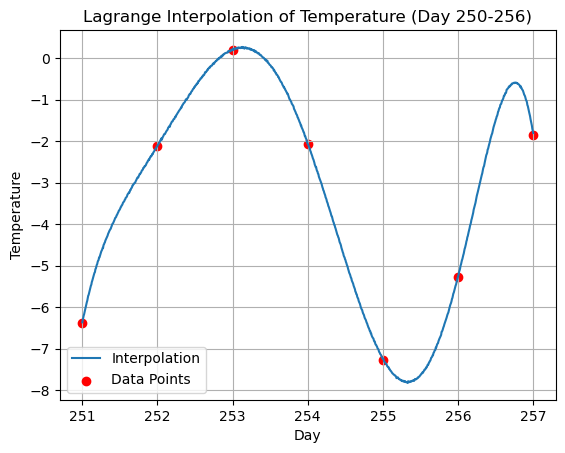 Lagrange Interpolation of Temperature (Day 250-256)
Temperature
0
−1
−2
−3
−4
−5
−6
−7
−8
Interpolation
Data Points
251 252 253 254 255 256 257
Day